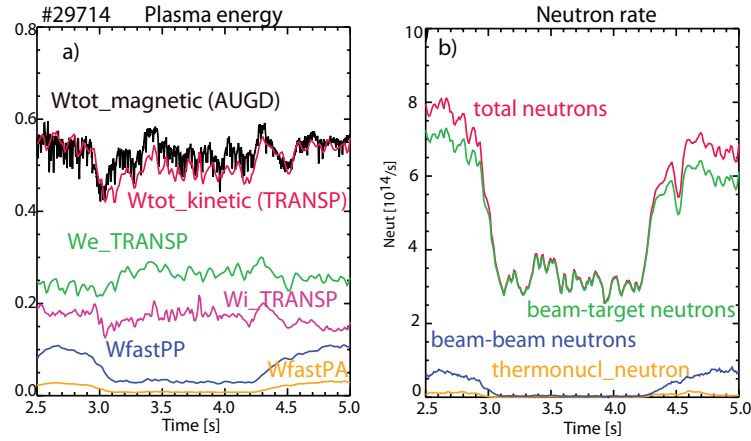 #29714 Plasma energy
Neutron rate
0.8
a)
Wtot_magnetic (AUGD)
0.6
0.4
Wtot_kinetic (TRANSP)
We_TRANSP
0.2
Wi_TRANSP
WfastPP
WfastPA
0.0
2.5 3.0 3.5 4.0 4.5 5.0
Time [s]
b)
10
8
total neutrons
6
Neut [10¹⁴/s]
4
beam-target neutrons
2
beam-beam neutrons
thermonucl_neutron
0
2.5 3.0 3.5 4.0 4.5 5.0
Time [s]